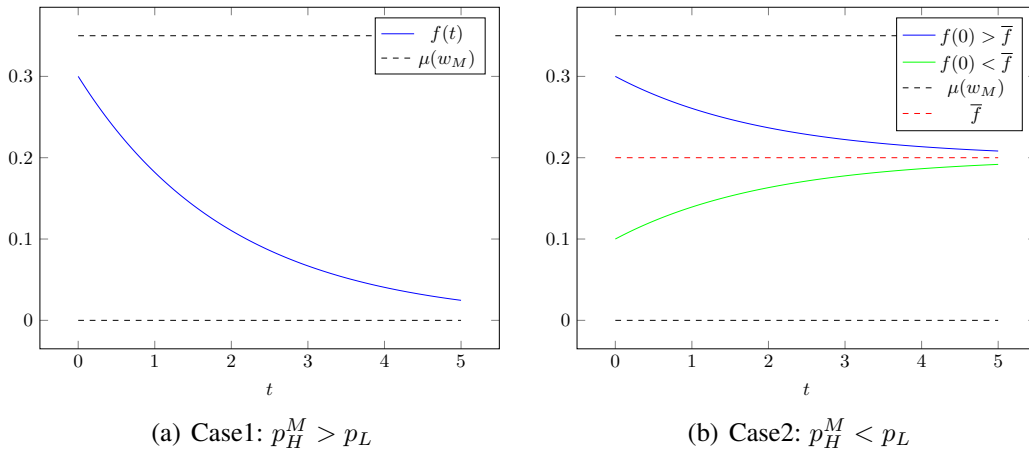 f(t)
μ(w_M)
0.3
0.2
0.1
0
0 1 2 3 4 5
t
(a) Case1: p_H^M > p_L
f(0) > f̅
f(0) < f̅
μ(w_M)
f̅
0.3
0.2
0.1
0
0 1 2 3 4 5
t
(b) Case2: p_H^M < p_L